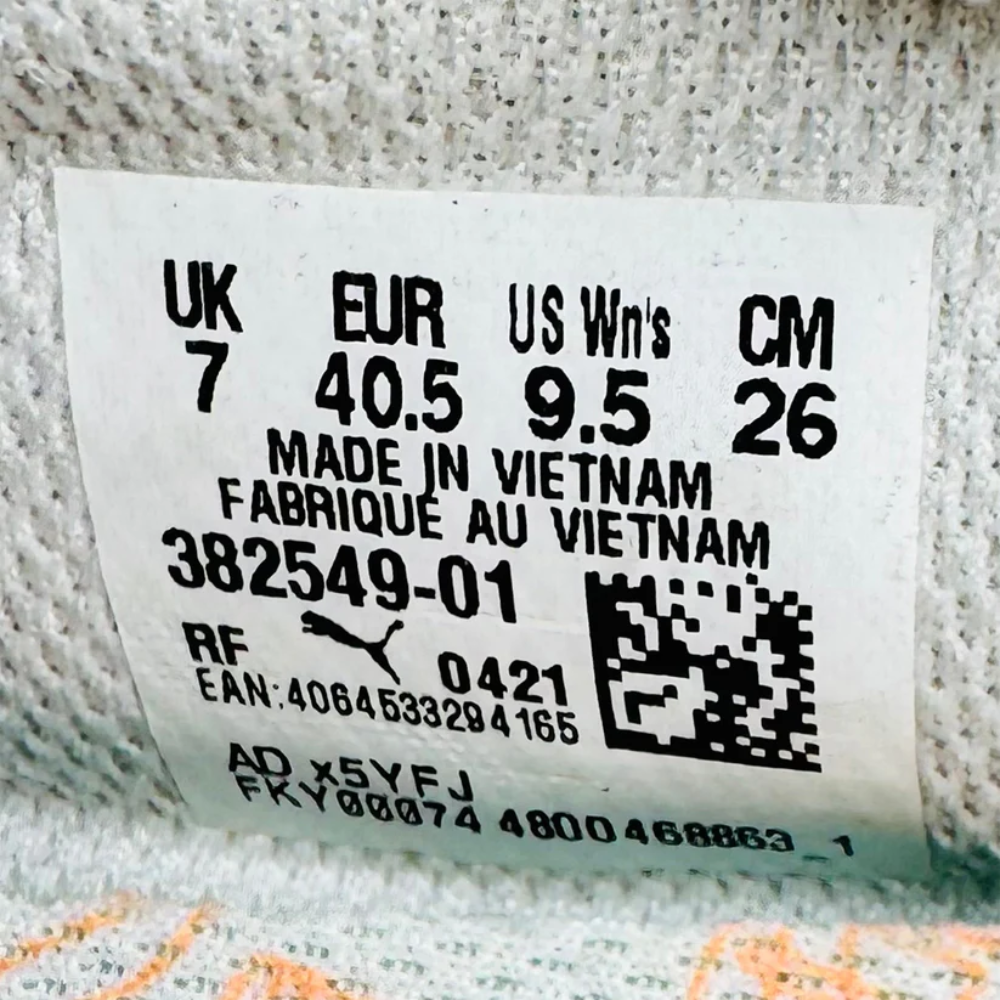 UK EUR US Wn's CM
7 40.5 9.5 26
MADE IN VIETNAM
FABRIQUE AU VIETNAM
382549-01
RF 0421
EAN:4064533294165
AD x5YFJ
FKY00074 4800468863_1